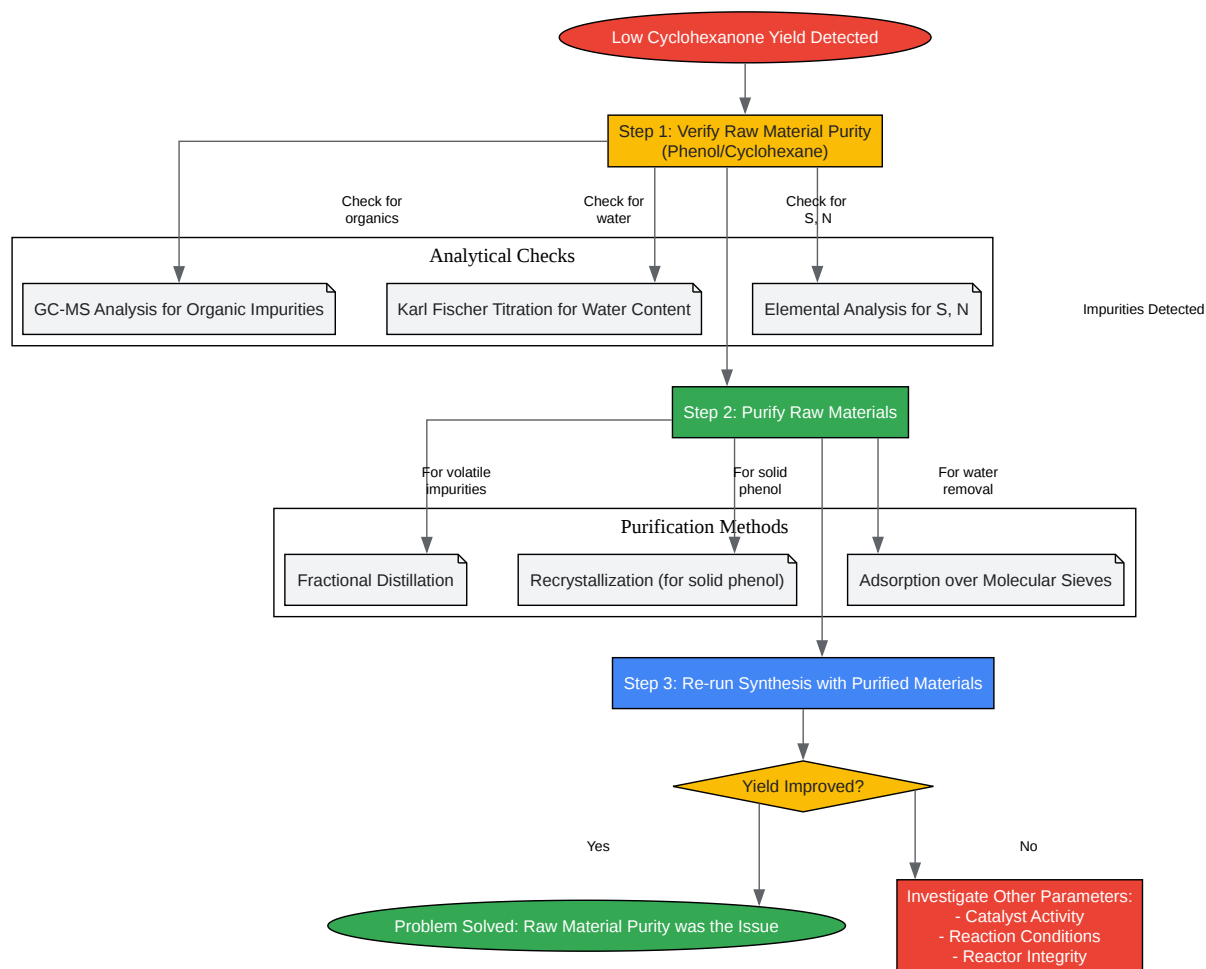 Low Cyclohexanone Yield Detected
Step 1: Verify Raw Material Purity
(Phenol/Cyclohexane)
Check for
organics
Check for
water
Check for
S, N
Analytical Checks
GC-MS Analysis for Organic Impurities
Karl Fischer Titration for Water Content
Elemental Analysis for S, N
Impurities Detected
Step 2: Purify Raw Materials
For volatile
impurities
For solid
phenol
For water
removal
Purification Methods
Fractional Distillation
Recrystallization (for solid phenol)
Adsorption over Molecular Sieves
Step 3: Re-run Synthesis with Purified Materials
Yield Improved?
Yes
No
Problem Solved: Raw Material Purity was the Issue
Investigate Other Parameters:
- Catalyst Activity
- Reaction Conditions
- Reactor Integrity